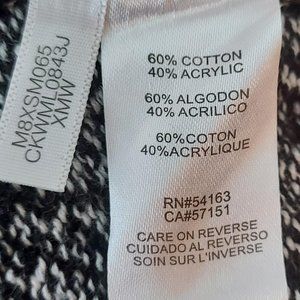 M8XSM065
CKWML0843J
XMW
60% COTTON
40% ACRYLIC
60% ALGODON
40% ACRILICO
60%COTON
40%ACRYLIQUE
RN#54163
CA#57151
CARE ON REVERSE
CUIDADO AL REVERSO
SOIN SUR L'INVERSE